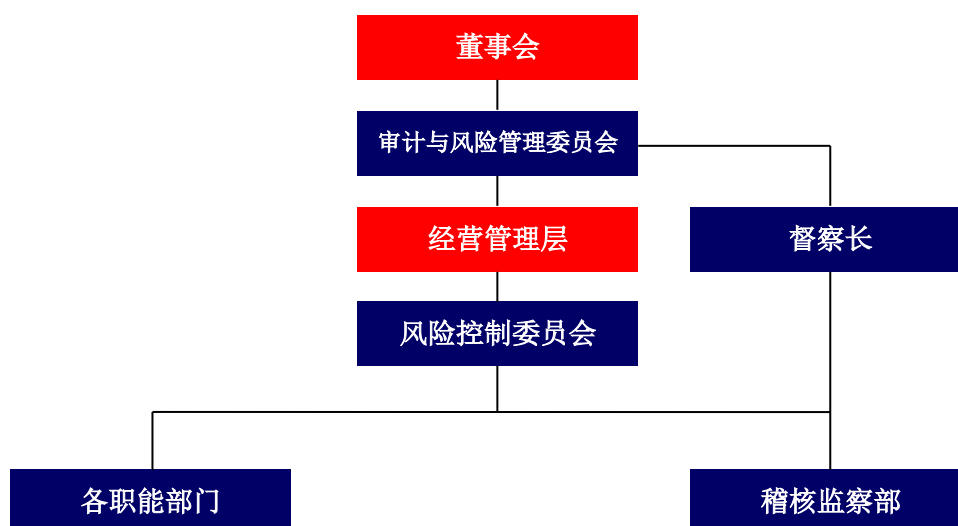 董事会
审计与风险管理委员会
经营管理层
督察长
风险控制委员会
各职能部门
稽核监察部